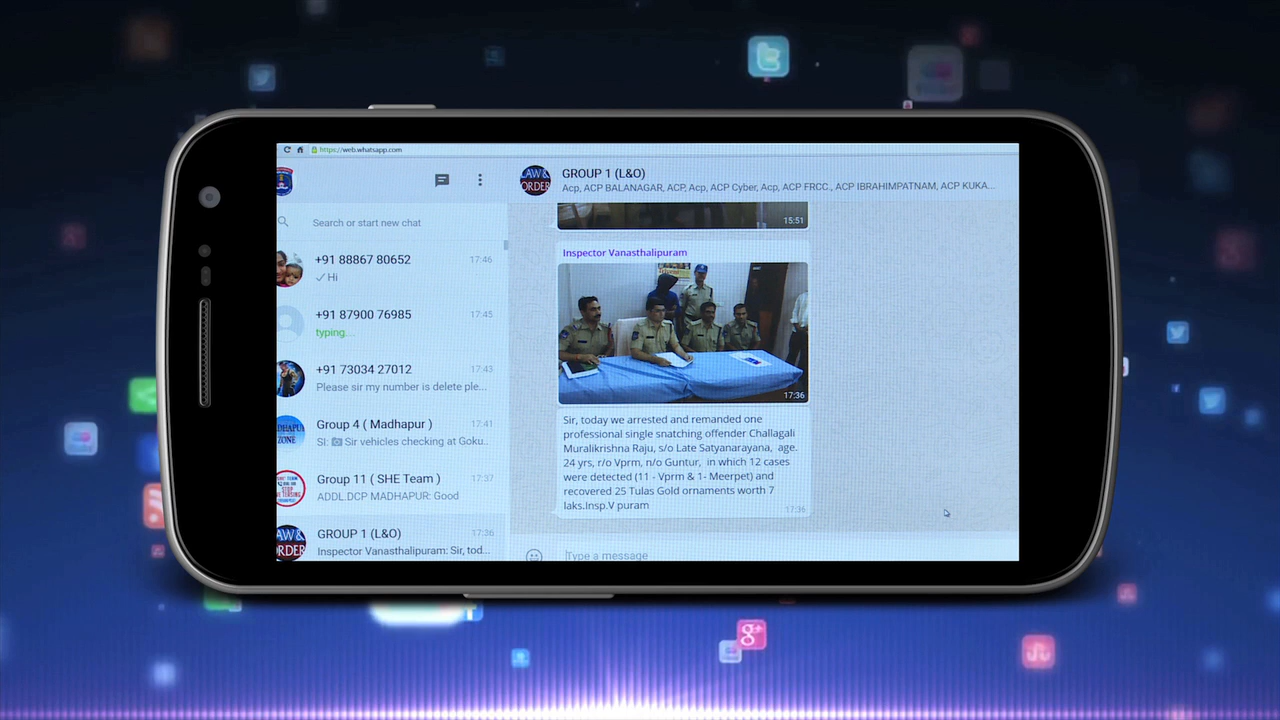 https://web.whatsapp.com
GROUP 1 (L&O)
Acp, ACP BALANAGAR, ACP, Acp, ACP Cyber, Acp, ACP FRCC., ACP IBRAHIMPATNAM, ACP KUKA...
LAW &
ORDER
Search or start new chat
15:51
+91 88867 80652
17:46
Hi
+91 87900 76985
17:45
typing...
+91 73034 27012
17:43
Please sir my number is delete ple...
Group 4 ( Madhapur )
17:41
SI: Sir vehicles checking at Goku..
Group 11 ( SHE Team )
17:37
ADDL.DCP MADHAPUR: Good
GROUP 1 (L&O)
17:36
Inspector Vanasthalipuram: Sir, tod...
Inspector Vanasthalipuram
17:36
Sir, today we arrested and remanded one
professional single snatching offender Challagali
Muralikrishna Raju, s/o Late Satyanarayana, age.
24 yrs, r/o Vprm, n/o Guntur, in which 12 cases
were detected (11 - Vprm & 1- Meerpet) and
recovered 25 Tulas Gold ornaments worth 7
laks.Insp.V puram
17:36
Type a message